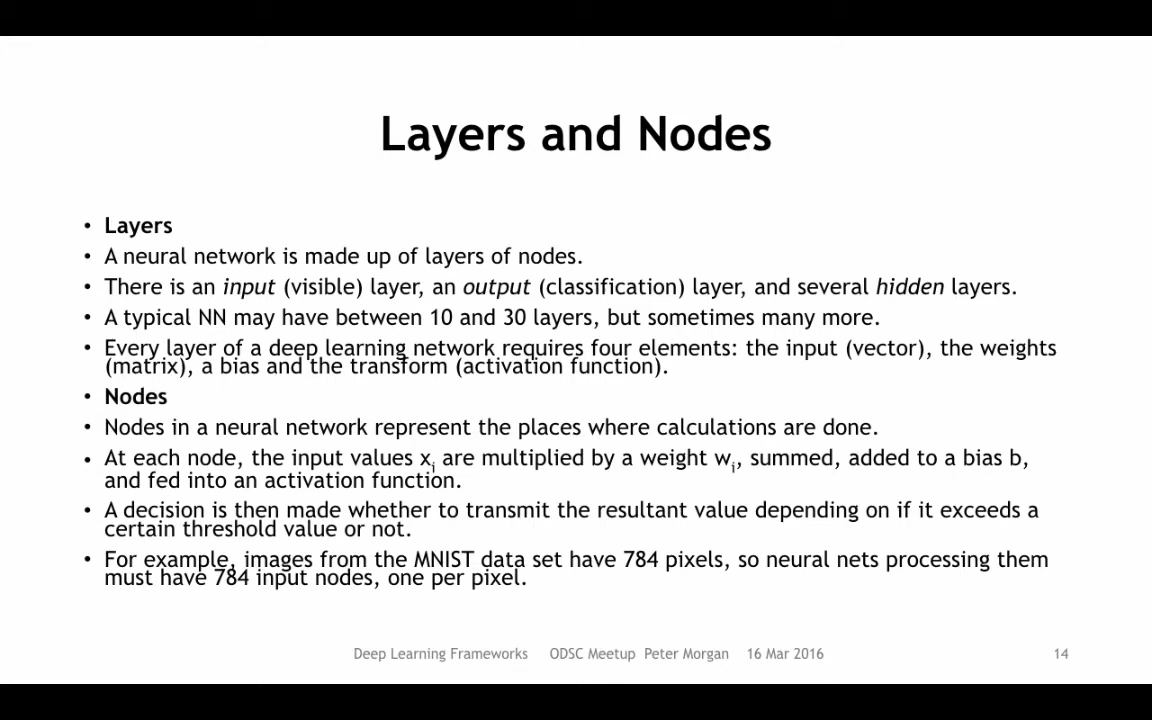 Layers and Nodes
• Layers
• A neural network is made up of layers of nodes.
• There is an input (visible) layer, an output (classification) layer, and several hidden layers.
• A typical NN may have between 10 and 30 layers, but sometimes many more.
• Every layer of a deep learning network requires four elements: the input (vector), the weights
(matrix), a bias and the transform (activation function).
• Nodes
• Nodes in a neural network represent the places where calculations are done.
• At each node, the input values xᵢ are multiplied by a weight wᵢ, summed, added to a bias b,
and fed into an activation function.
• A decision is then made whether to transmit the resultant value depending on if it exceeds a
certain threshold value or not.
• For example, images from the MNIST data set have 784 pixels, so neural nets processing them
must have 784 input nodes, one per pixel.
Deep Learning Frameworks ODSC Meetup Peter Morgan 16 Mar 2016 14